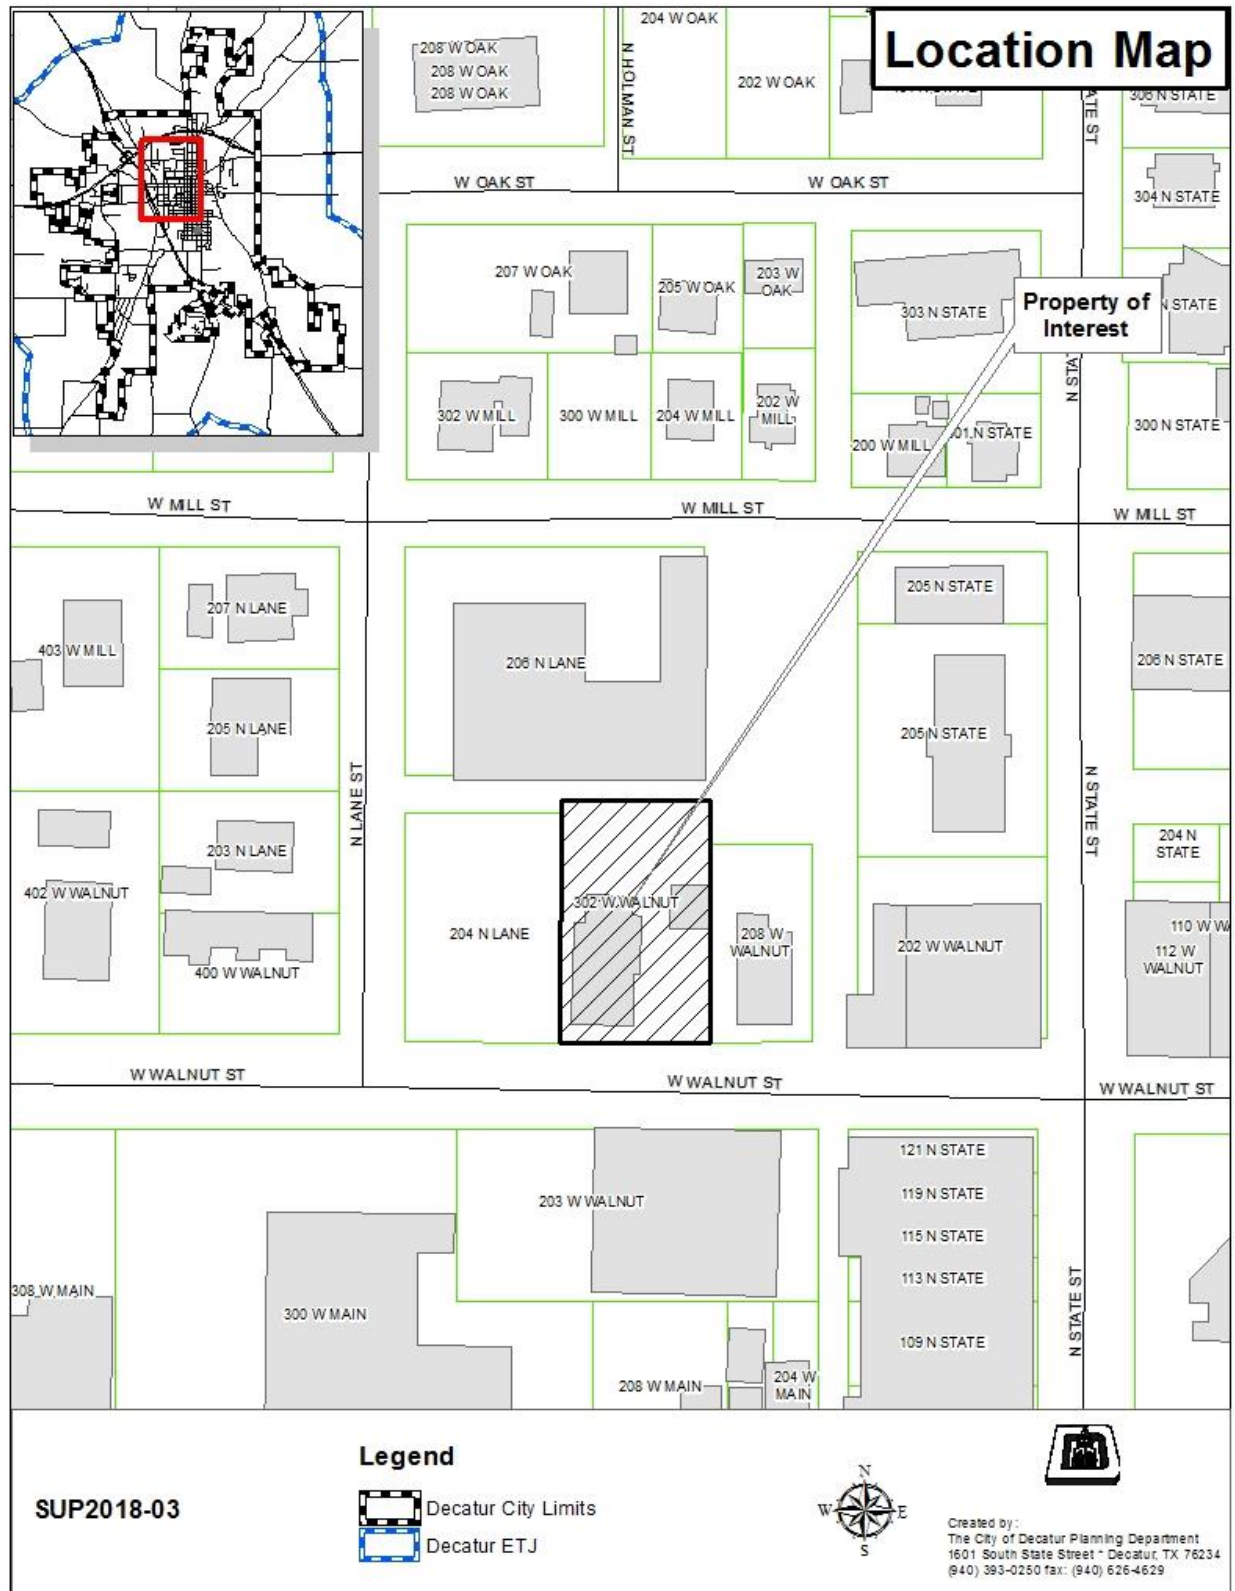 Location Map
204 W OAK
208 W OAK
208 W OAK
208 W OAK
N HOLMAN ST
202 W OAK
306 N STATE
ATE ST
W OAK ST
W OAK ST
304 N STATE
207 W OAK
205 W OAK
203 W
OAK
303 N STATE
Property of
Interest
N STATE
N STA
302 W MILL
300 W MILL
204 W MILL
202 W
MILL
200 W MILL
01 N STATE
300 N STATE
W MILL ST
W MILL ST
W MILL ST
207 N LANE
403 W MILL
206 N LANE
205 N STATE
206 N STATE
205 N LANE
205 N STATE
N LANE ST
N STATE ST
203 N LANE
204 N
STATE
402 W WALNUT
302 W WALNUT
204 N LANE
208 W
WALNUT
202 W WALNUT
110 W WA
112 W
WALNUT
400 W WALNUT
W WALNUT ST
W WALNUT ST
W WALNUT ST
121 N STATE
203 W WALNUT
119 N STATE
115 N STATE
113 N STATE
308 W MAIN
300 W MAIN
109 N STATE
N STATE ST
208 W MAIN
204 W
MAIN
Legend
SUP2018-03
Decatur City Limits
Decatur ETJ
N
W
E
S
Created by:
The City of Decatur Planning Department
1601 South State Street * Decatur, TX 76234
(940) 393-0250 fax: (940) 626-4629